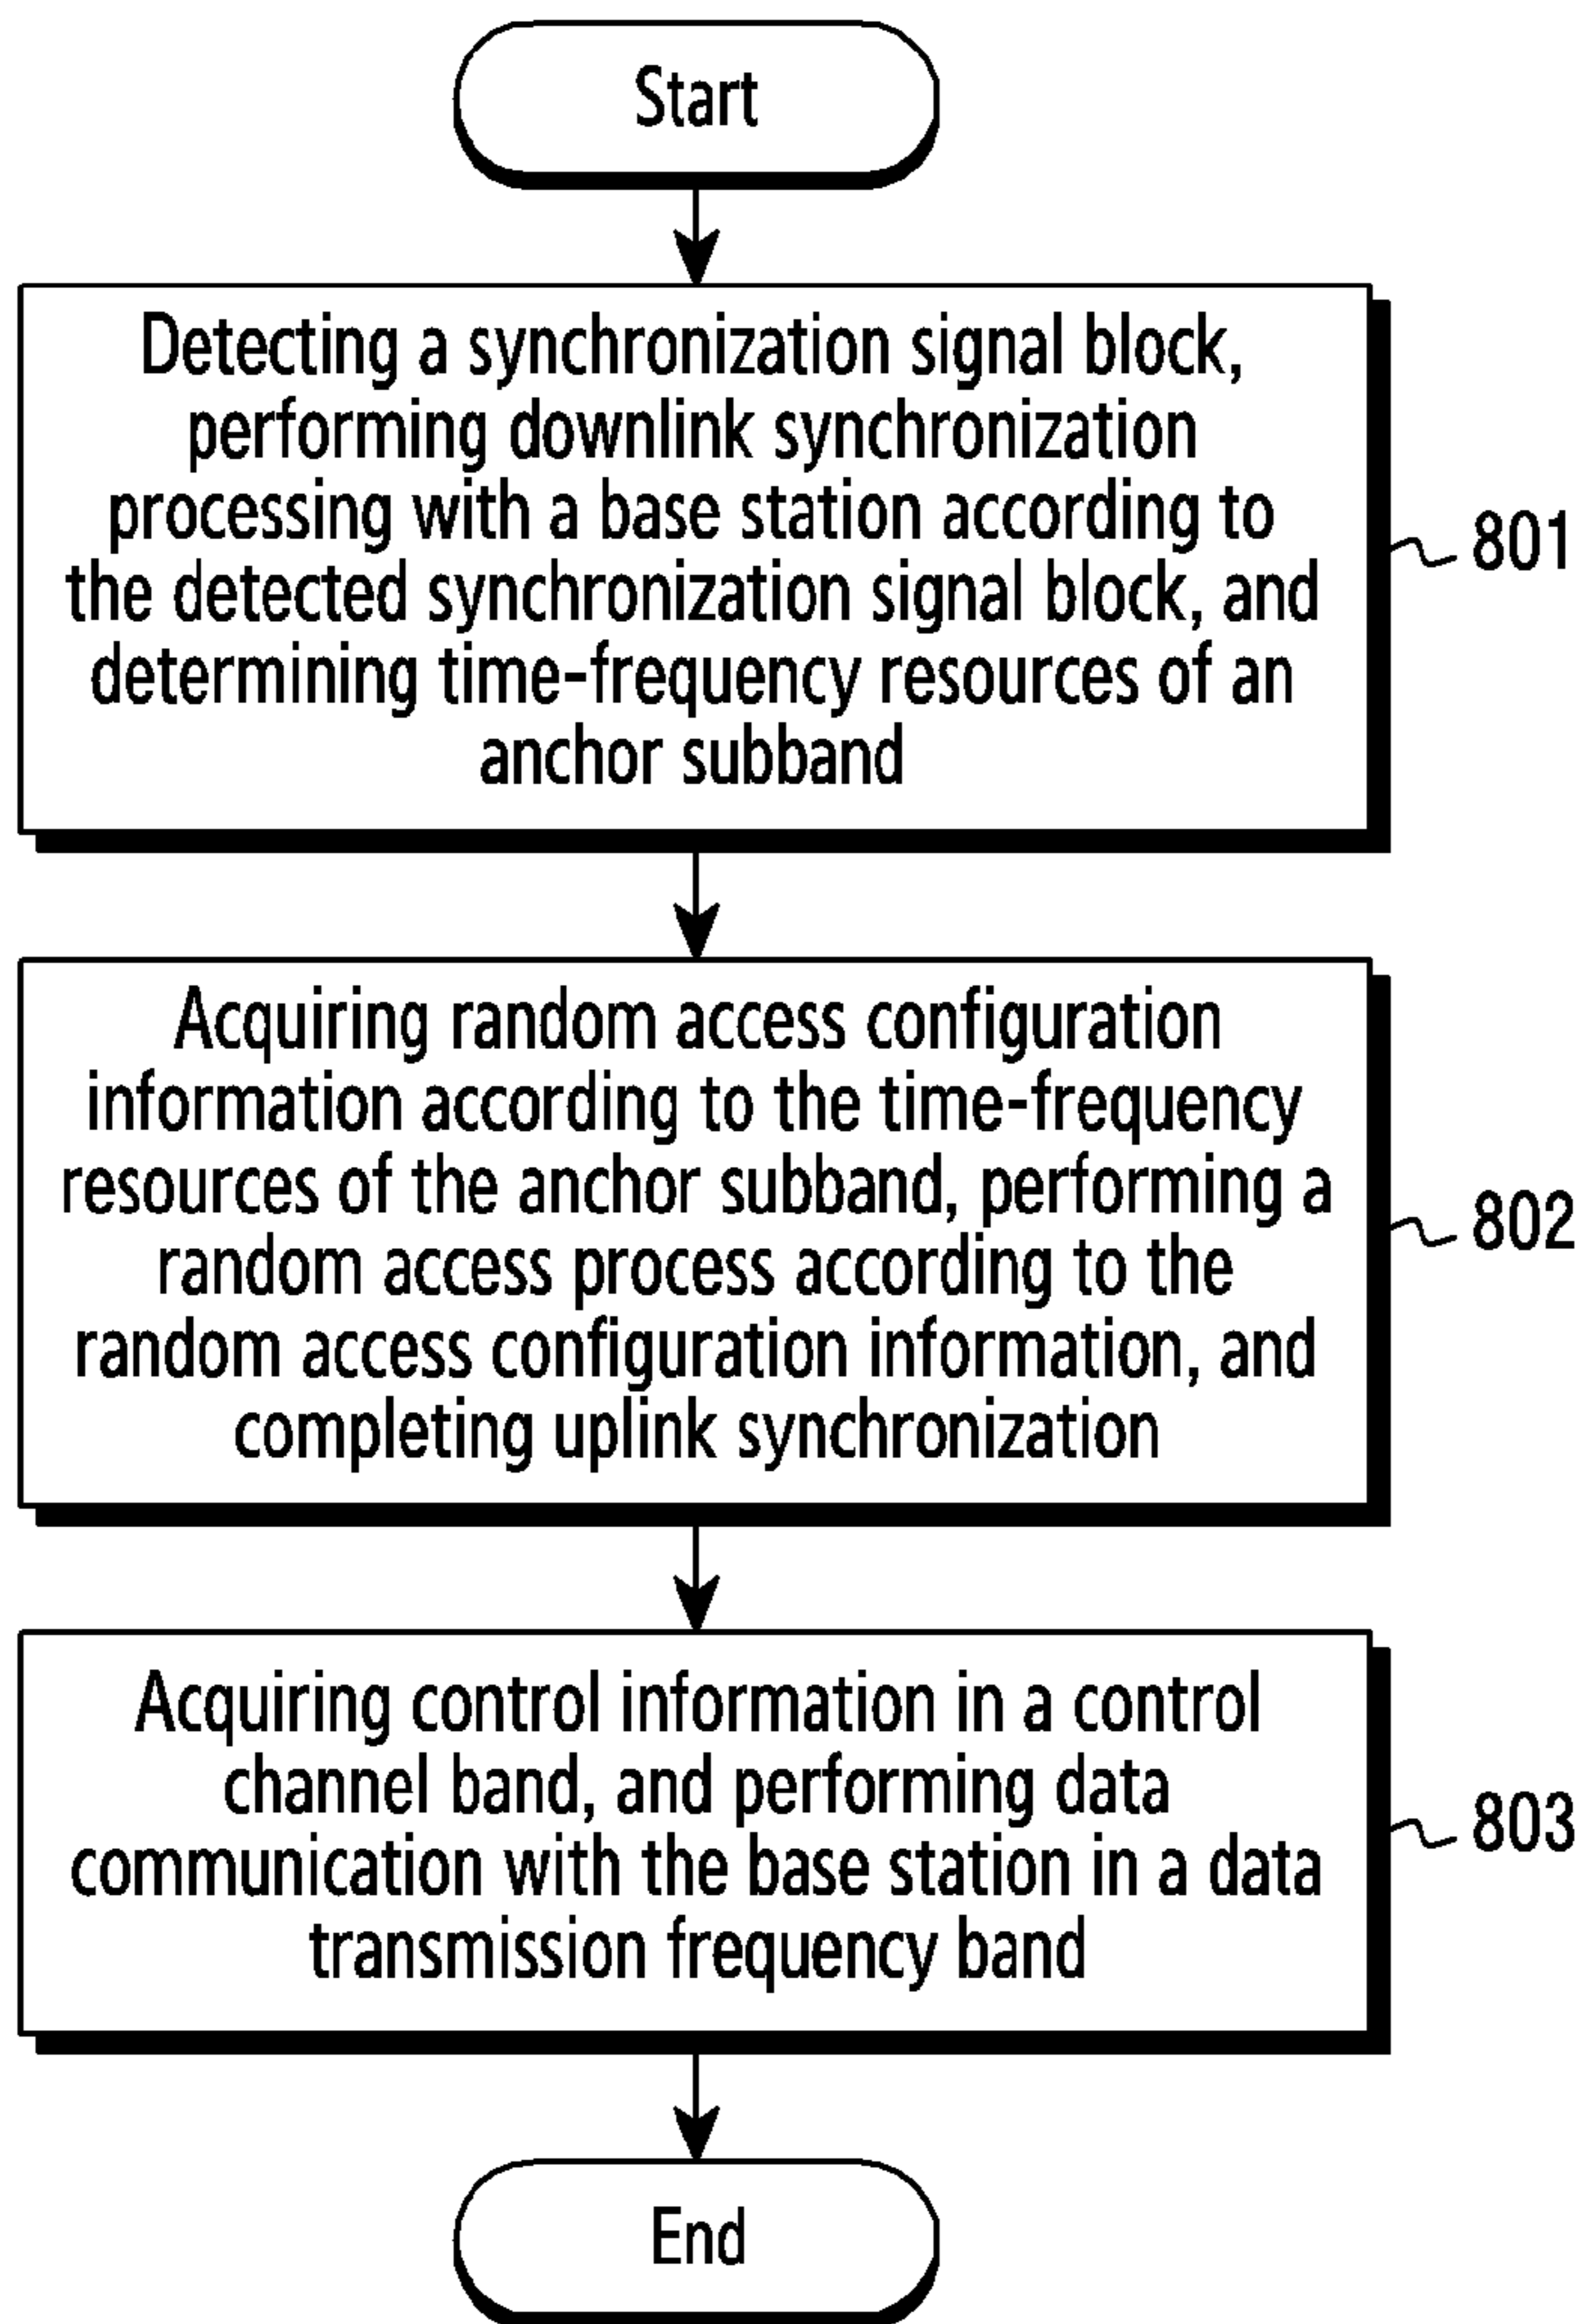 Start
Detecting a synchronization signal block,
performing downlink synchronization
processing with a base station according to
the detected synchronization signal block, and
determining time-frequency resources of an
anchor subband
801
Acquiring random access configuration
information according to the time-frequency
resources of the anchor subband, performing a
random access process according to the
random access configuration information, and
completing uplink synchronization
802
Acquiring control information in a control
channel band, and performing data
communication with the base station in a data
transmission frequency band
803
End